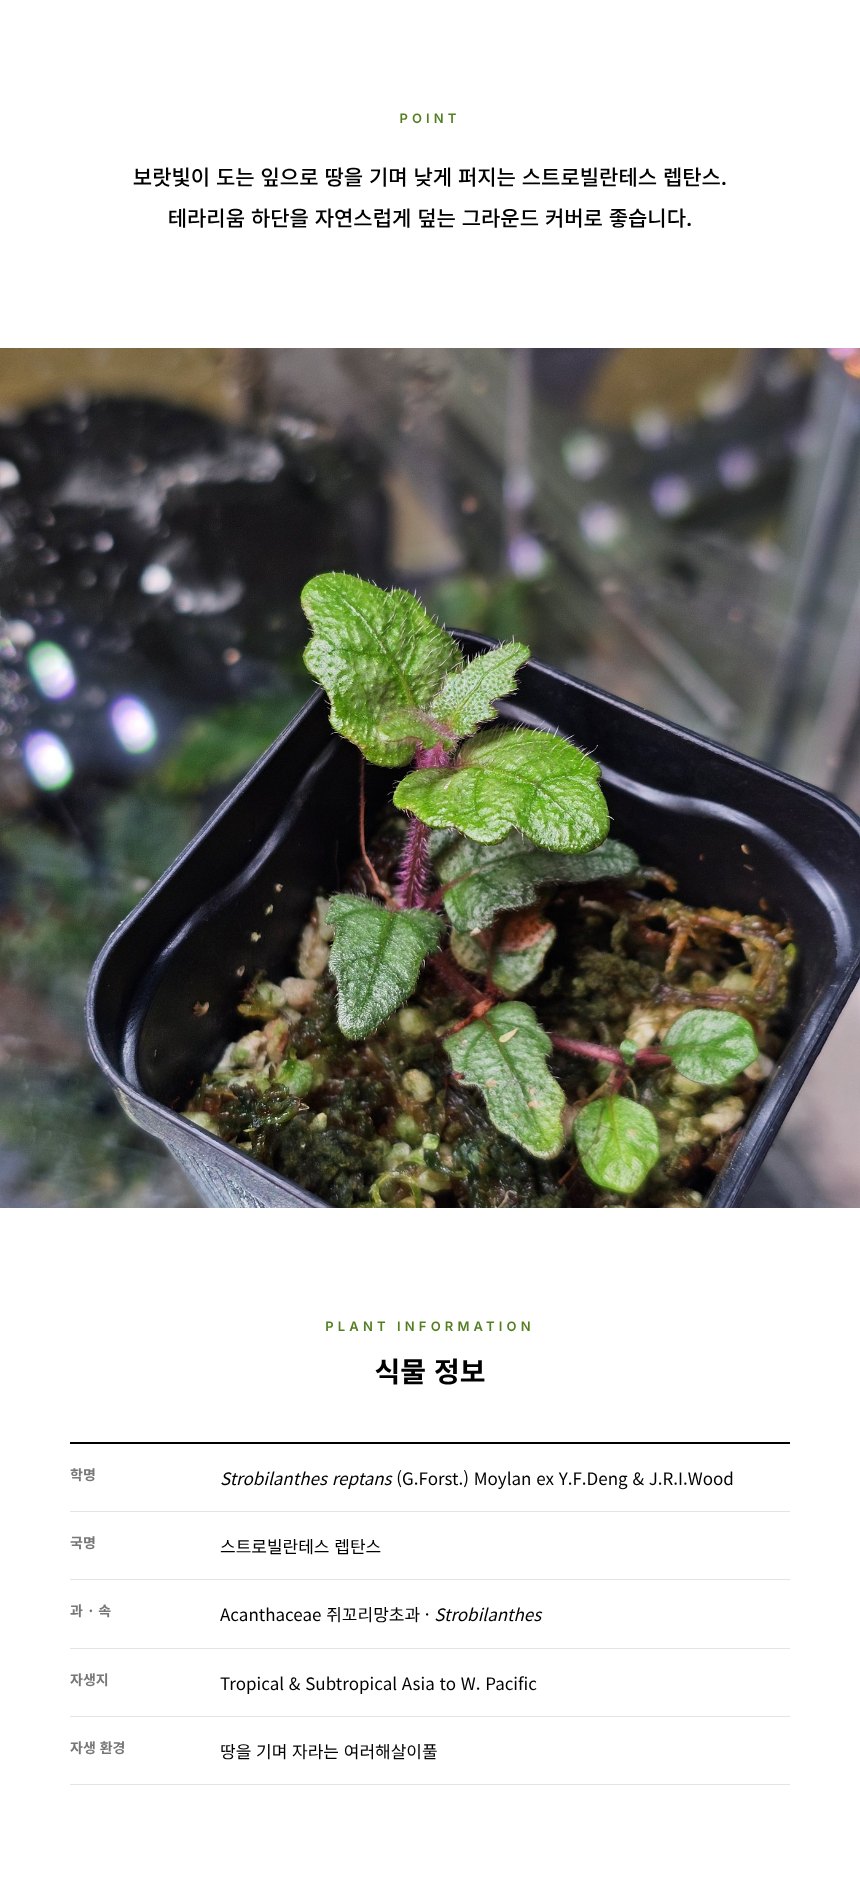 POINT
보랏빛이 도는 잎으로 땅을 기며 낮게 퍼지는 스트로빌란테스 렙탄스.
테라리움 하단을 자연스럽게 덮는 그라운드 커버로 좋습니다.
PLANT INFORMATION
식물 정보
학명 Strobilanthes reptans (G.Forst.) Moylan ex Y.F.Deng & J.R.I.Wood
국명 스트로빌란테스 렙탄스
과 · 속 Acanthaceae 쥐꼬리망초과 · Strobilanthes
자생지 Tropical & Subtropical Asia to W. Pacific
자생 환경 땅을 기며 자라는 여러해살이풀